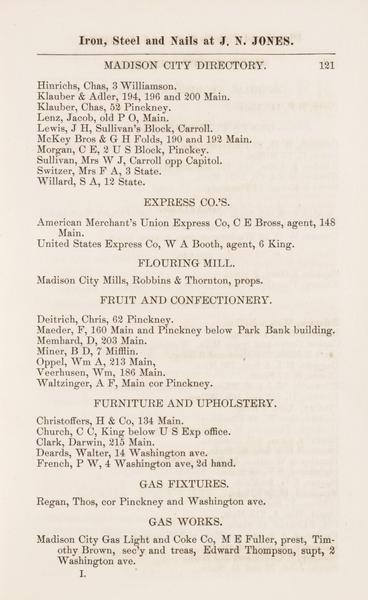 Iron, Steel and Nails at J. N. JONES.
MADISON CITY DIRECTORY. 121
Hinrichs, Chas, 3 Williamson.
Klauber & Adler, 194, 196 and 200 Main.
Klauber, Chas, 52 Pinckney.
Lenz, Jacob, old P O, Main.
Lewis, J H, Sullivan's Block, Carroll.
McKey Bros & G H Folds, 190 and 192 Main.
Morgan, C E, 2 U S Block, Pinckey.
Sullivan, Mrs W J, Carroll opp Capitol.
Switzer, Mrs F A, 3 State.
Willard, S A, 12 State.
EXPRESS CO.'S.
American Merchant's Union Express Co, C E Bross, agent, 148
Main.
United States Express Co, W A Booth, agent, 6 King.
FLOURING MILL.
Madison City Mills, Robbins & Thornton, props.
FRUIT AND CONFECTIONERY.
Deitrich, Chris, 62 Pinckney.
Maeder, F, 160 Main and Pinckney below Park Bank building.
Memhard, D, 203 Main.
Miner, B D, 7 Mifflin.
Oppel, Wm A, 213 Main,
Veerhusen, Wm, 186 Main.
Waltzinger, A F, Main cor Pinckney.
FURNITURE AND UPHOLSTERY.
Christoffers, H & Co, 134 Main.
Church, C C, King below U S Exp office.
Clark, Darwin, 215 Main.
Deards, Walter, 14 Washington ave.
French, P W, 4 Washington ave, 2d hand.
GAS FIXTURES.
Regan, Thos, cor Pinckney and Washington ave.
GAS WORKS.
Madison City Gas Light and Coke Co, M E Fuller, prest, Tim-
othy Brown, sec'y and treas, Edward Thompson, supt, 2
Washington ave.
I.